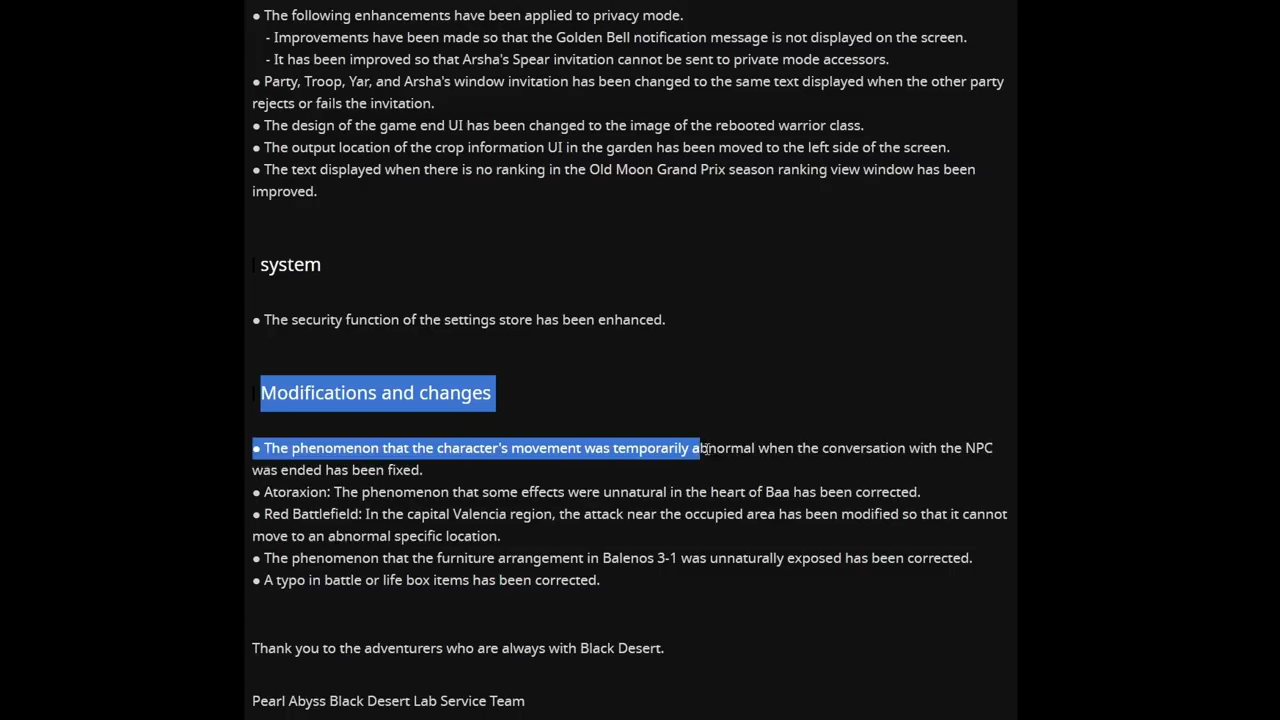 ● The following enhancements have been applied to privacy mode.
- Improvements have been made so that the Golden Bell notification message is not displayed on the screen.
- It has been improved so that Arsha's Spear invitation cannot be sent to private mode accessors.
● Party, Troop, Yar, and Arsha's window invitation has been changed to the same text displayed when the other party
rejects or fails the invitation.
● The design of the game end UI has been changed to the image of the rebooted warrior class.
● The output location of the crop information UI in the garden has been moved to the left side of the screen.
● The text displayed when there is no ranking in the Old Moon Grand Prix season ranking view window has been
improved.
system
● The security function of the settings store has been enhanced.
Modifications and changes
● The phenomenon that the character's movement was temporarily abnormal when the conversation with the NPC
was ended has been fixed.
● Atoraxion: The phenomenon that some effects were unnatural in the heart of Baa has been corrected.
● Red Battlefield: In the capital Valencia region, the attack near the occupied area has been modified so that it cannot
move to an abnormal specific location.
● The phenomenon that the furniture arrangement in Balenos 3-1 was unnaturally exposed has been corrected.
● A typo in battle or life box items has been corrected.
Thank you to the adventurers who are always with Black Desert.
Pearl Abyss Black Desert Lab Service Team